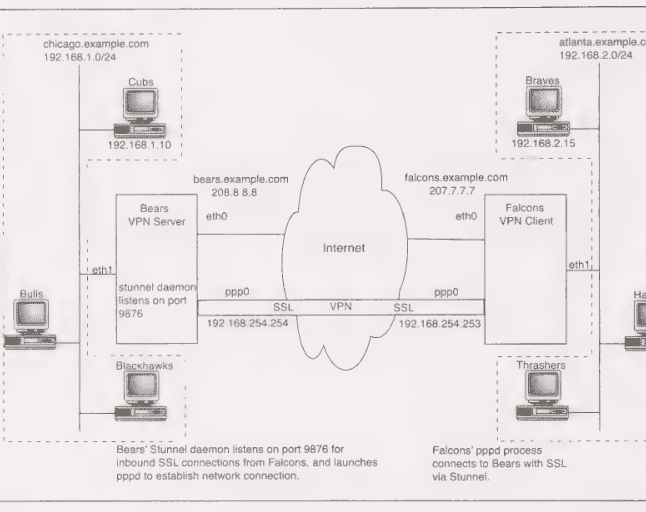 chicago.example.com
192.168.1.0/24
Cubs
192.168.1.10
atlanta.example.c
192.168.2.0/24
Braves
192.168.2.15
bears.example.com
208.8 8.8
falcons.example.com
207.7.7.7
Bears
VPN Server
eth0
eth0
Falcons
VPN Client
Internet
eth1
eth1
stunnel daemon
listens on port
9876
ppp0
ppp0
SSL
VPN
SSL
192 168.254.254
192.168.254.253
Bulls
Ha
Blackhawks
Thrashers
Bears' Stunnel daemon listens on port 9876 for
inbound SSL connections from Falcons, and launches
pppd to establish network connection.
Falcons' pppd process
connects to Bears with SSL
via Stunnel.